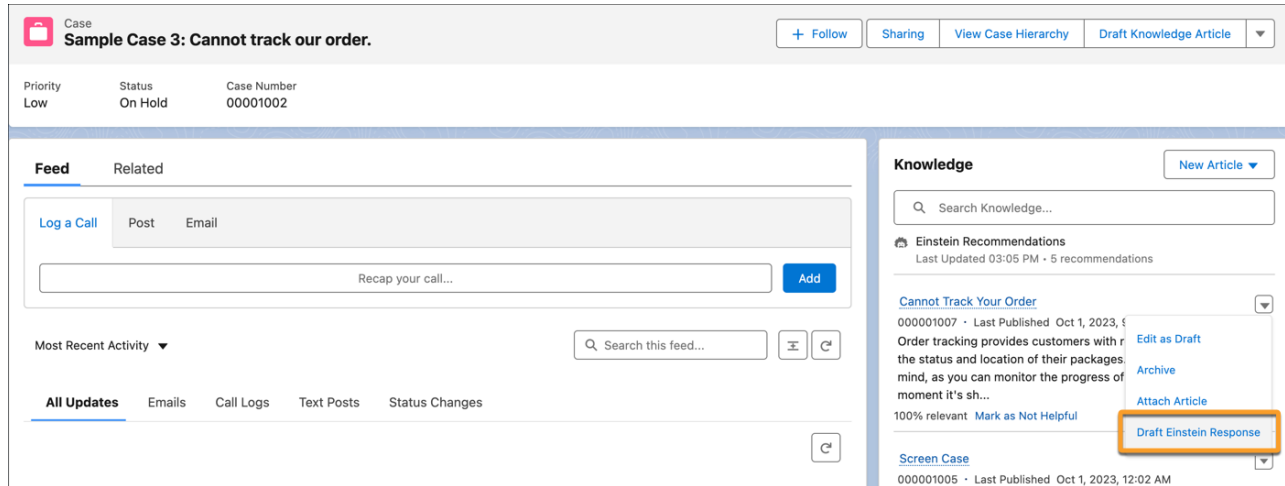 Case
Sample Case 3: Cannot track our order.
+ Follow
Sharing
View Case Hierarchy
Draft Knowledge Article
Priority
Low
Status
On Hold
Case Number
00001002
Feed
Related
Log a Call
Post
Email
Recap your call...
Add
Most Recent Activity
Search this feed...
All Updates
Emails
Call Logs
Text Posts
Status Changes
Knowledge
New Article
Search Knowledge...
Einstein Recommendations
Last Updated 03:05 PM • 5 recommendations
Cannot Track Your Order
000001007 • Last Published Oct 1, 2023,
Order tracking provides customers with
the status and location of their packages
mind, as you can monitor the progress of
moment it's sh...
100% relevant Mark as Not Helpful
Edit as Draft
Archive
Attach Article
Draft Einstein Response
Screen Case
000001005 • Last Published Oct 1, 2023, 12:02 AM